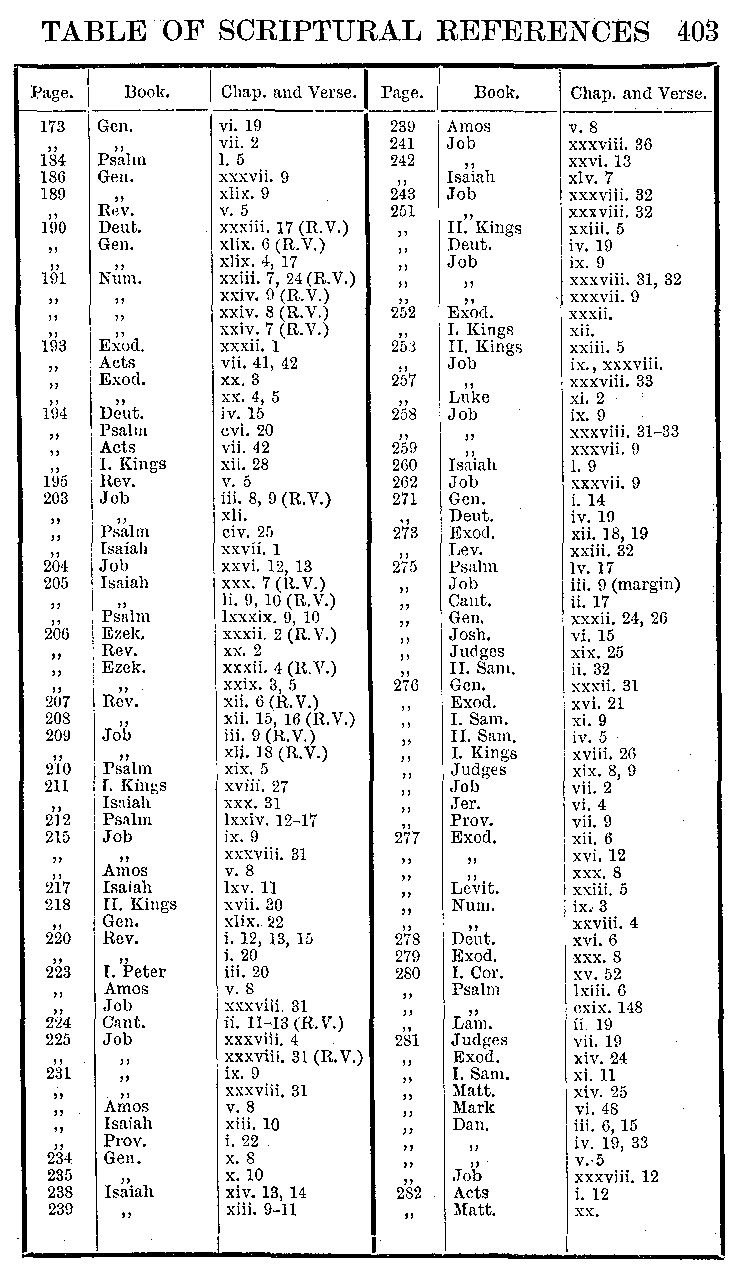 TABLE OF SCRIPTURAL REFERENCES 403
Page. Book. Chap. and Verse.
173 Gen. vi. 19
„ „ vii. 2
184 Psalm l. 5
186 Gen. xxxvii. 9
189 „ xlix. 9
„ Rev. v. 5
190 Deut. xxxiii. 17 (R.V.)
„ Gen. xlix. 6 (R.V.)
„ „ xlix. 4, 17
191 Num. xxiii. 7, 24 (R.V.)
„ „ xxiv. 9 (R.V.)
„ „ xxiv. 8 (R.V.)
„ „ xxiv. 7 (R.V.)
193 Exod. xxxii. 1
„ Acts vii. 41, 42
„ Exod. xx. 3
„ „ xx. 4, 5
194 Deut. iv. 15
„ Psalm cvi. 20
„ Acts vii. 42
„ I. Kings xii. 28
195 Rev. v. 5
203 Job iii. 8, 9 (R.V.)
„ „ xli.
„ Psalm civ. 25
„ Isaiah xxvii. 1
204 Job xxvi. 12, 13
205 Isaiah xxx. 7 (R.V.)
„ „ li. 9, 10 (R.V.)
„ Psalm lxxxix. 9, 10
206 Ezek. xxxii. 2 (R.V.)
„ Rev. xx. 2
„ Ezek. xxxii. 4 (R.V.)
„ „ xxix. 3, 5
207 Rev. xii. 6 (R.V.)
208 „ xii. 15, 16 (R.V.)
209 Job iii. 9 (R.V.)
„ „ xli. 18 (R.V.)
210 Psalm xix. 5
211 I. Kings xviii. 27
„ Isaiah xxx. 31
212 Psalm lxxiv. 12-17
215 Job ix. 9
„ „ xxxviii. 31
„ Amos v. 8
217 Isaiah lxv. 11
218 II. Kings xvii. 30
„ Gen. xlix. 22
220 Rev. i. 12, 13, 15
„ „ i. 20
223 I. Peter iii. 20
„ Amos v. 8
„ Job xxxviii. 31
224 Cant. ii. 11-13 (R.V.)
225 Job xxxviii. 4
„ „ xxxviii. 31 (R.V.)
231 „ ix. 9
„ „ xxxviii. 31
„ Amos v. 8
„ Isaiah xiii. 10
„ Prov. i. 22
234 Gen. x. 8
235 „ x. 10
238 Isaiah xiv. 13, 14
239 „ xiii. 9-11
Page. Book. Chap. and Verse.
239 Amos v. 8
241 Job xxxviii. 36
242 „ xxvi. 13
„ Isaiah xlv. 7
243 Job xxxviii. 32
251 „ xxxviii. 32
„ II. Kings xxiii. 5
„ Deut. iv. 19
„ Job ix. 9
„ „ xxxviii. 31, 32
„ „ xxxvii. 9
252 Exod. xxxii.
„ I. Kings xii.
253 II. Kings xxiii. 5
„ Job ix., xxxviii.
257 „ xxxviii. 33
„ Luke xi. 2
258 Job ix. 9
„ „ xxxviii. 31-33
259 „ xxxvii. 9
260 Isaiah l. 9
262 Job xxxvii. 9
271 Gen. i. 14
„ Deut. iv. 19
273 Exod. xii. 18, 19
„ Lev. xxiii. 32
275 Psalm lv. 17
„ Job iii. 9 (margin)
„ Cant. ii. 17
„ Gen. xxxii. 24, 26
„ Josh. vi. 15
„ Judges xix. 25
„ II. Sam. ii. 32
276 Gen. xxxii. 31
„ Exod. xvi. 21
„ I. Sam. xi. 9
„ II. Sam. iv. 5
„ I. Kings xviii. 26
„ Judges xix. 8, 9
„ Job vii. 2
„ Jer. vi. 4
„ Prov. vii. 9
277 Exod. xii. 6
„ „ xvi. 12
„ „ xxx. 8
„ Levit. xxiii. 5
„ Num. ix. 3
„ „ xxviii. 4
278 Deut. xvi. 6
279 Exod. xxx. 8
280 I. Cor. xv. 52
„ Psalm lxiii. 6
„ „ cxix. 148
„ Lam. ii. 19
281 Judges vii. 19
„ Exod. xiv. 24
„ I. Sam. xi. 11
„ Matt. xiv. 25
„ Mark vi. 48
„ Dan. iii. 6, 15
„ „ iv. 19, 33
„ „ v. 5
„ Job xxxviii. 12
282 Acts i. 12
„ Matt. xx.